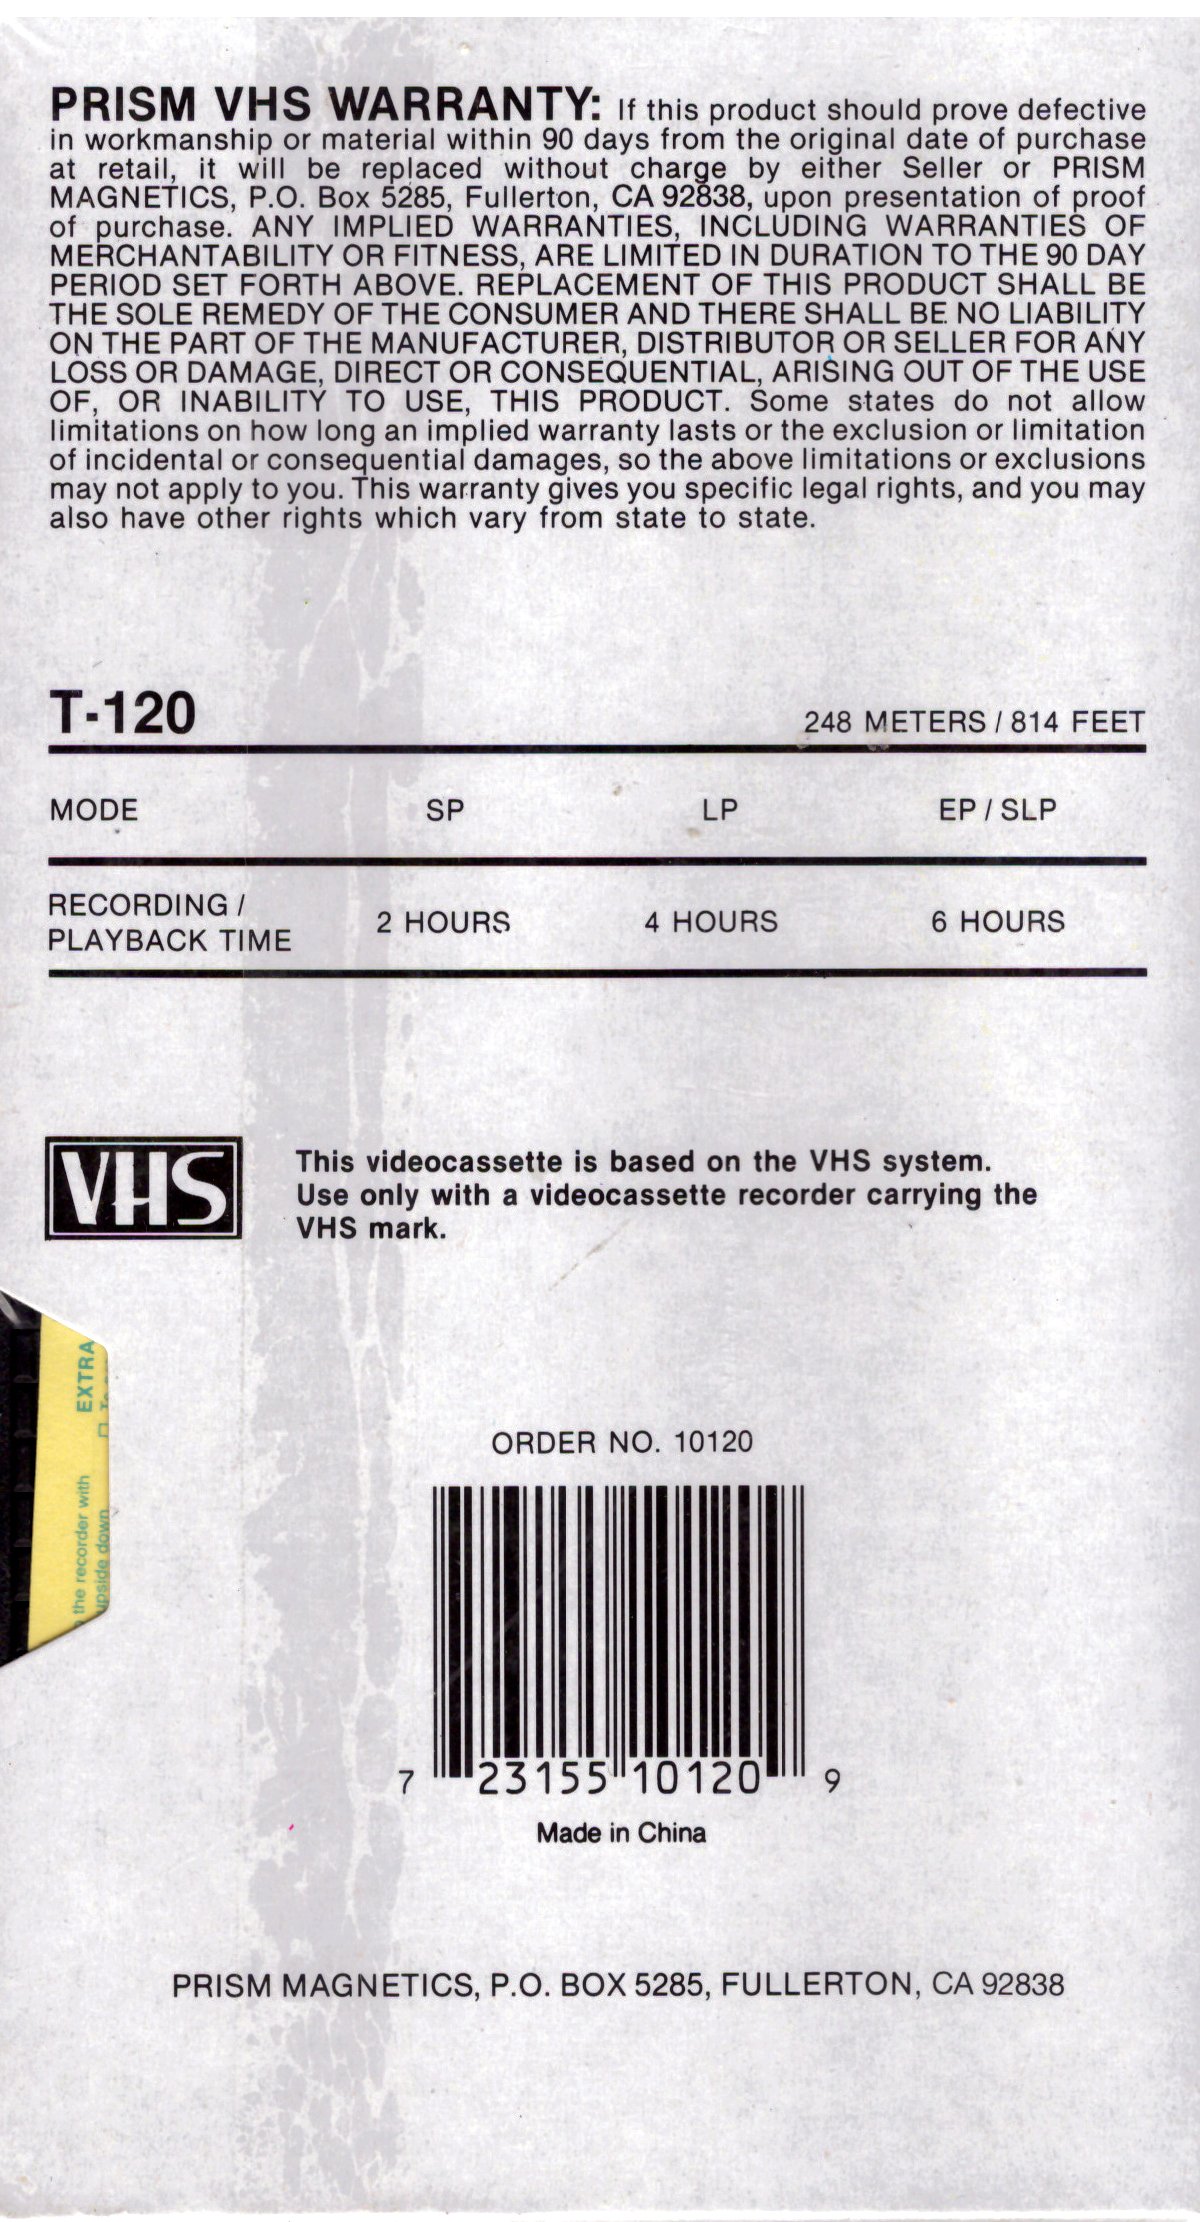 PRISM VHS WARRANTY: If this product should prove defective
in workmanship or material within 90 days from the original date of purchase
at retail, it will be replaced without charge by either Seller or PRISM
MAGNETICS, P.O. Box 5285, Fullerton, CA 92838, upon presentation of proof
of purchase. ANY IMPLIED WARRANTIES, INCLUDING WARRANTIES OF
MERCHANTABILITY OR FITNESS, ARE LIMITED IN DURATION TO THE 90 DAY
PERIOD SET FORTH ABOVE. REPLACEMENT OF THIS PRODUCT SHALL BE
THE SOLE REMEDY OF THE CONSUMER AND THERE SHALL BE NO LIABILITY
ON THE PART OF THE MANUFACTURER, DISTRIBUTOR OR SELLER FOR ANY
LOSS OR DAMAGE, DIRECT OR CONSEQUENTIAL, ARISING OUT OF THE USE
OF, OR INABILITY TO USE, THIS PRODUCT. Some states do not allow
limitations on how long an implied warranty lasts or the exclusion or limitation
of incidental or consequential damages, so the above limitations or exclusions
may not apply to you. This warranty gives you specific legal rights, and you may
also have other rights which vary from state to state.
T-120 248 METERS / 814 FEET
MODE SP LP EP / SLP
RECORDING /
PLAYBACK TIME 2 HOURS 4 HOURS 6 HOURS
VHS
This videocassette is based on the VHS system.
Use only with a videocassette recorder carrying the
VHS mark.
EXTRA
the recorder with
upside down
ORDER NO. 10120
7 23155 10120 9
Made in China
PRISM MAGNETICS, P.O. BOX 5285, FULLERTON, CA 92838